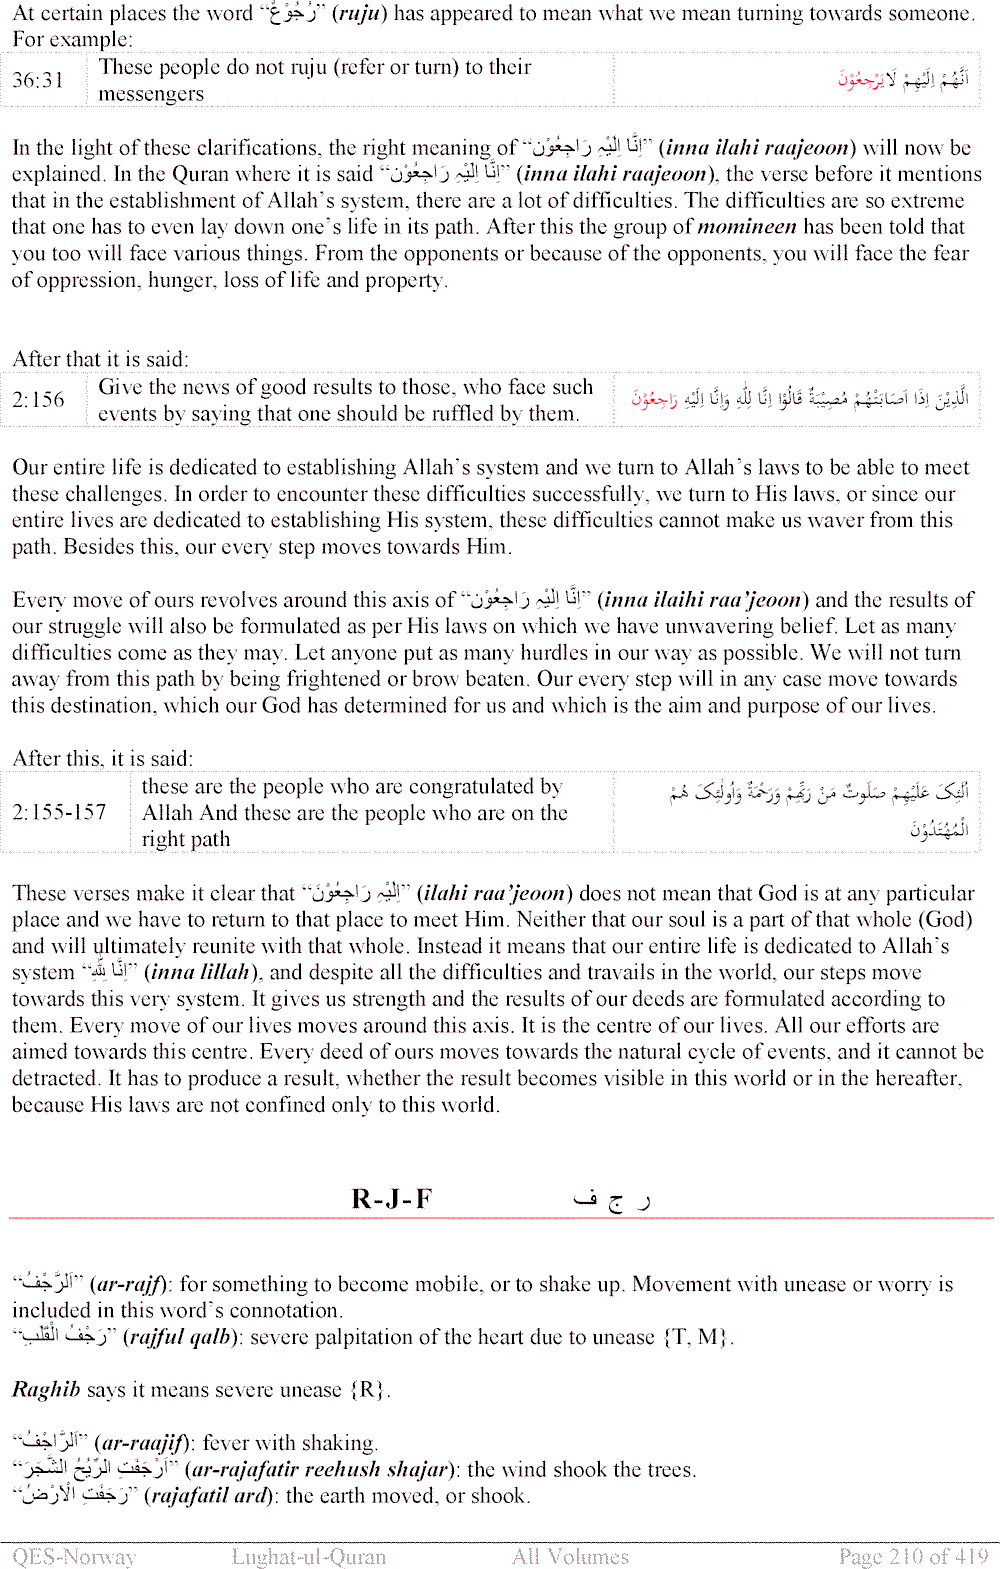 At certain places the word “رُجُوْعٌ” (ruju) has appeared to mean what we mean turning towards someone.
For example:
36:31 These people do not ruju (refer or turn) to their أَنَّهُمْ اِلَيْهِمْ لَا يَرْجِعُوْنَ
messengers
In the light of these clarifications, the right meaning of “اِنَّا اِلَيْہِ رَاجِعُوْن” (inna ilahi raajeoon) will now be
explained. In the Quran where it is said “اِنَّا اِلَيْہِ رَاجِعُوْن” (inna ilahi raajeoon), the verse before it mentions
that in the establishment of Allah’s system, there are a lot of difficulties. The difficulties are so extreme
that one has to even lay down one’s life in its path. After this the group of momineen has been told that
you too will face various things. From the opponents or because of the opponents, you will face the fear
of oppression, hunger, loss of life and property.
After that it is said:
2:156 Give the news of good results to those, who face such الَّذِيْنَ اِذَا اَصَابَتْهُمْ مُصِيْبَةٌ قَالُوْا اِنَّا لِلّٰهِ وَاِنَّا اِلَيْهِ رَاجِعُوْنَ
events by saying that one should be ruffled by them.
Our entire life is dedicated to establishing Allah’s system and we turn to Allah’s laws to be able to meet
these challenges. In order to encounter these difficulties successfully, we turn to His laws, or since our
entire lives are dedicated to establishing His system, these difficulties cannot make us waver from this
path. Besides this, our every step moves towards Him.
Every move of ours revolves around this axis of “اِنَّا اِلَيْہِ رَاجِعُوْن” (inna ilaihi raa’jeoon) and the results of
our struggle will also be formulated as per His laws on which we have unwavering belief. Let as many
difficulties come as they may. Let anyone put as many hurdles in our way as possible. We will not turn
away from this path by being frightened or brow beaten. Our every step will in any case move towards
this destination, which our God has determined for us and which is the aim and purpose of our lives.
After this, it is said:
these are the people who are congratulated by اُلٰئِکَ عَلَيْهِمْ صَلَوٰتٌ مَنْ رَبِّهِمْ وَرَحْمَةٌ وَاُولٰئِکَ هُمْ
2:155-157 Allah And these are the people who are on the الْمُهْتَدُوْنَ
right path
These verses make it clear that “اِلَيْہِ رَاجِعُوْنَ” (ilahi raa’jeoon) does not mean that God is at any particular
place and we have to return to that place to meet Him. Neither that our soul is a part of that whole (God)
and will ultimately reunite with that whole. Instead it means that our entire life is dedicated to Allah’s
system “اِنَّا لِلّٰہِ” (inna lillah), and despite all the difficulties and travails in the world, our steps move
towards this very system. It gives us strength and the results of our deeds are formulated according to
them. Every move of our lives moves around this axis. It is the centre of our lives. All our efforts are
aimed towards this centre. Every deed of ours moves towards the natural cycle of events, and it cannot be
detracted. It has to produce a result, whether the result becomes visible in this world or in the hereafter,
because His laws are not confined only to this world.
R-J-F ر ج ف
“اَلرَّجْفُ” (ar-rajf): for something to become mobile, or to shake up. Movement with unease or worry is
included in this word’s connotation.
“رَجْفُ الْقَلْبِ” (rajful qalb): severe palpitation of the heart due to unease {T, M}.
Raghib says it means severe unease {R}.
“اَلرَّاجْفُ” (ar-raajif): fever with shaking.
“اَرْجَفَتِ الرِّيْحُ الشَّجَرَ” (ar-rajafatir reehush shajar): the wind shook the trees.
“رَجَفَتِ الْاَرْضُ” (rajafatil ard): the earth moved, or shook.
QES-Norway Lughat-ul-Quran All Volumes Page 210 of 419